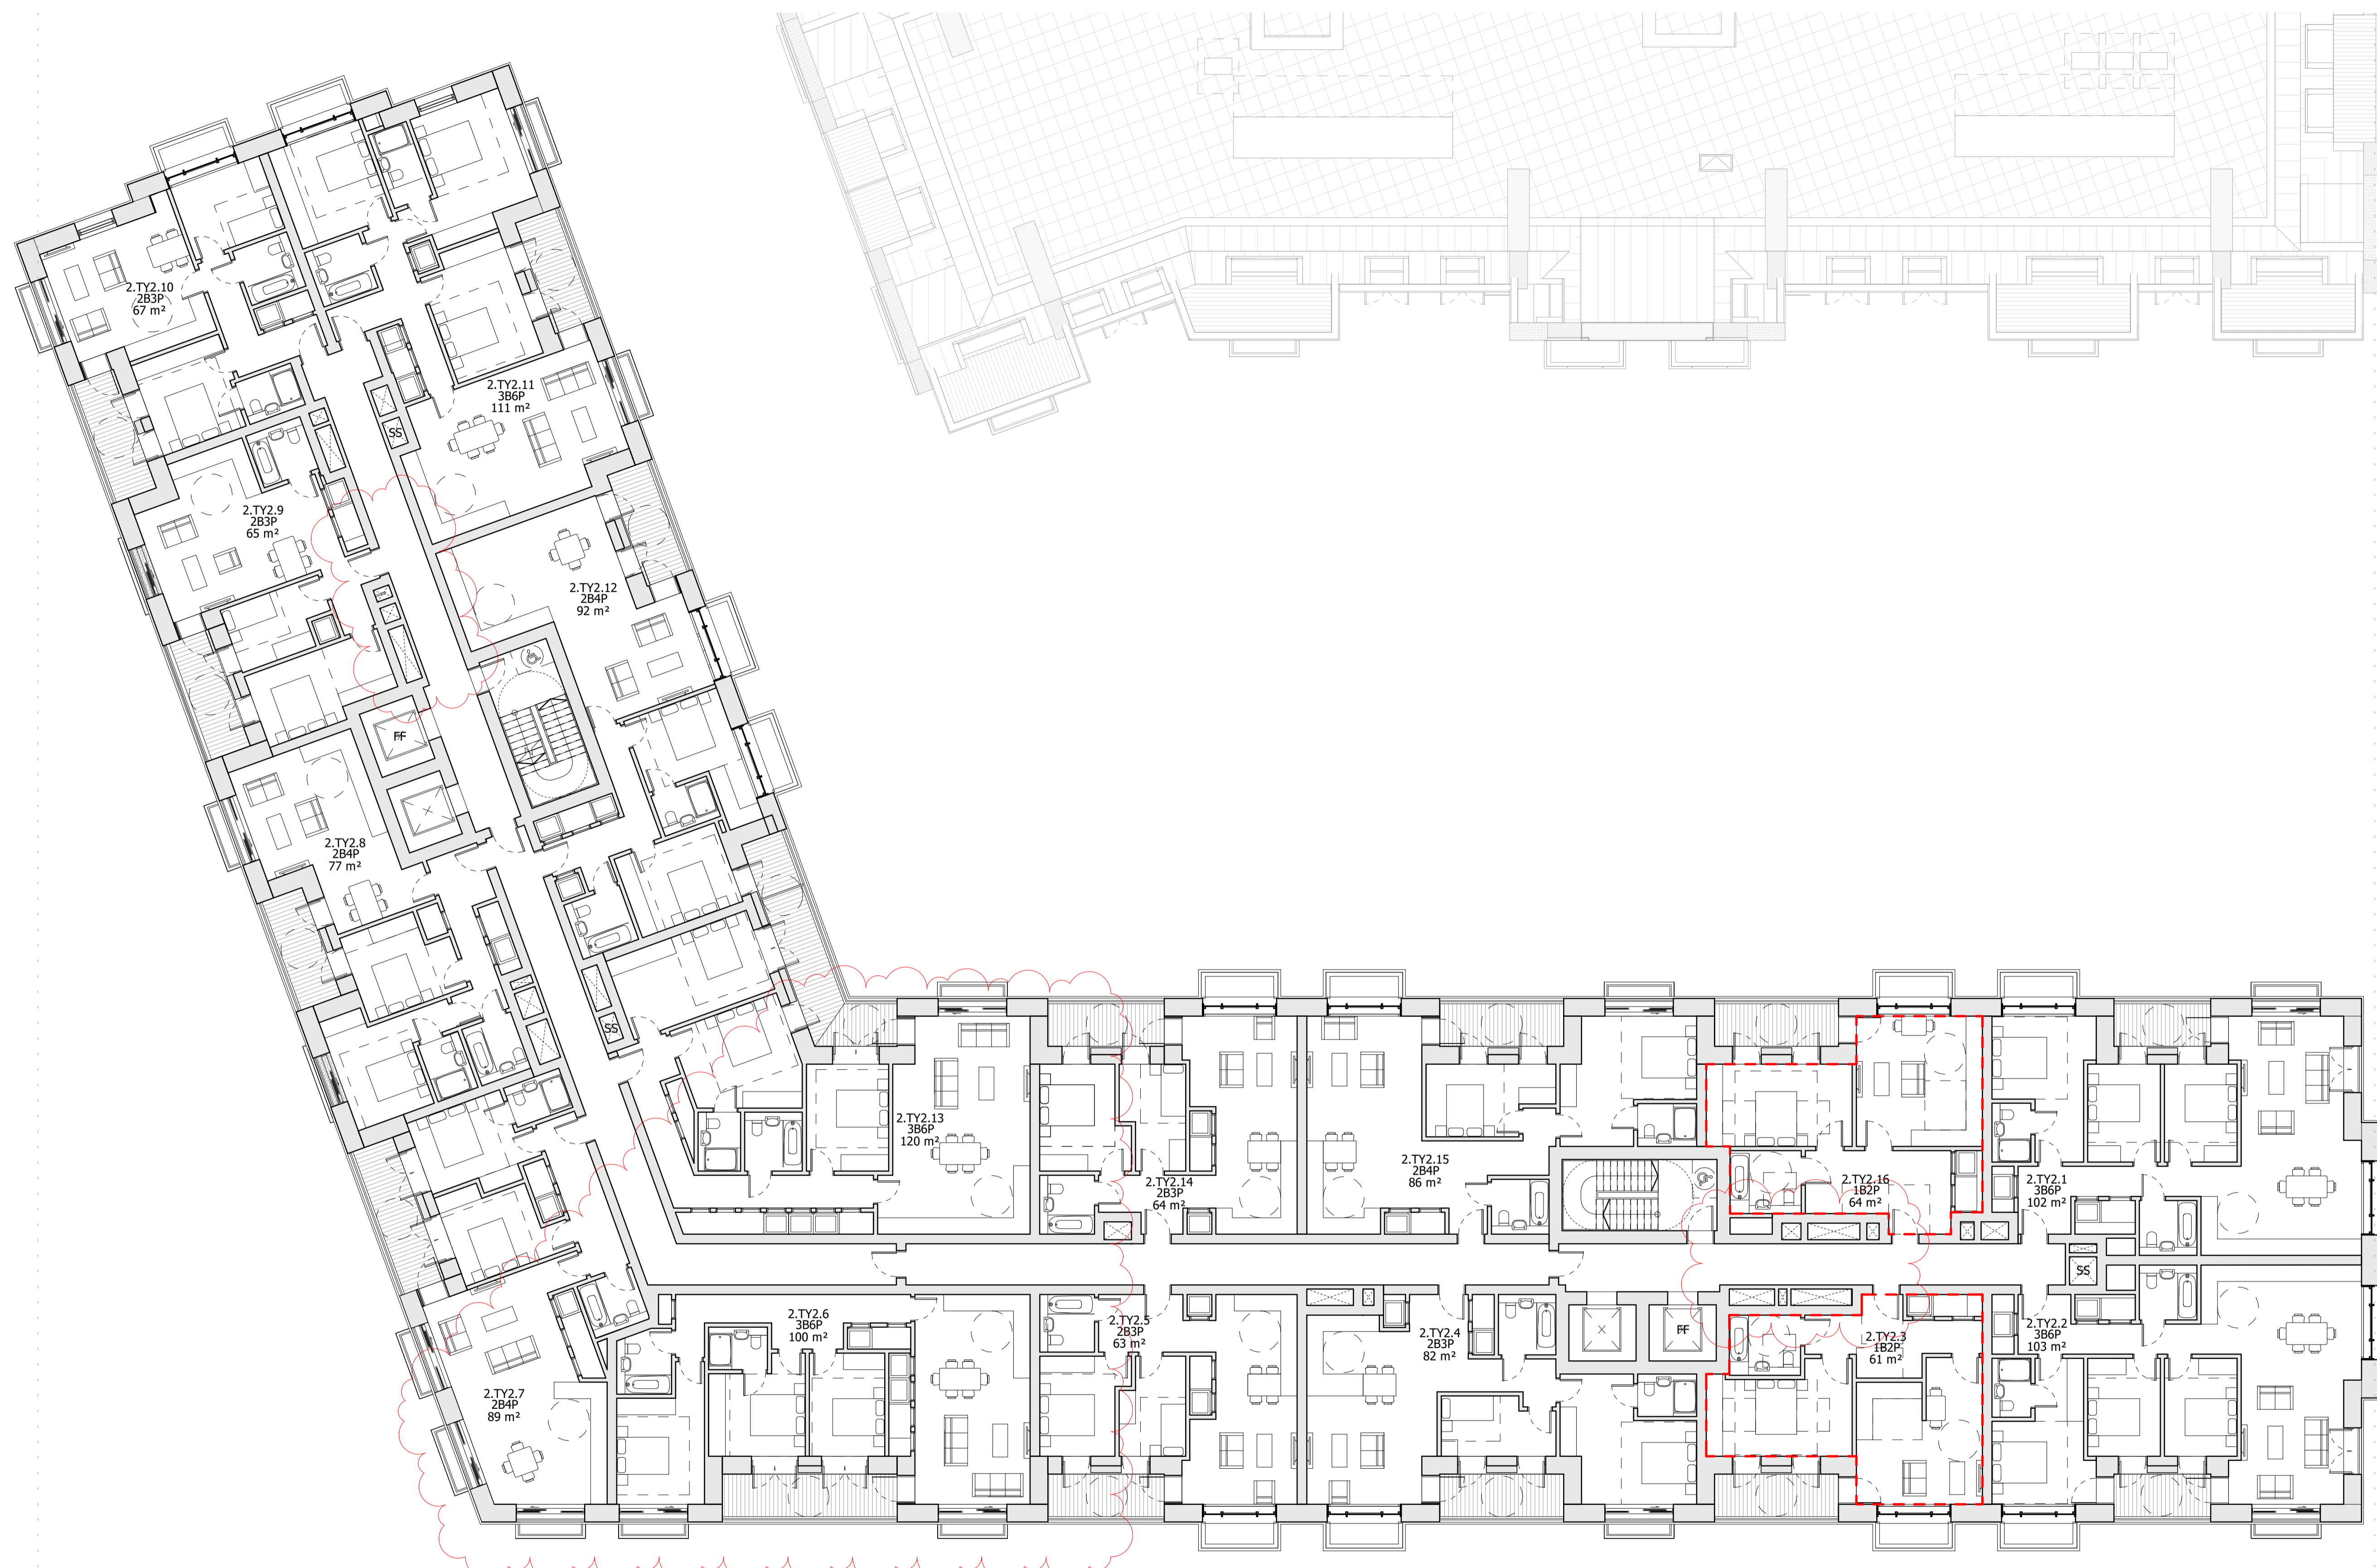 2.TY2.10
2B3P
67 m²
2.TY2.11
3B6P
111 m²
SS
2.TY2.9
2B3P
65 m²
2.TY2.12
2B4P
92 m²
FF
2.TY2.8
2B4P
77 m²
SS
2.TY2.13
3B6P
120 m²
2.TY2.14
2B3P
64 m²
2.TY2.15
2B4P
86 m²
2.TY2.16
1B2P
64 m²
2.TY2.1
3B6P
102 m²
SS
2.TY2.7
2B4P
89 m²
2.TY2.6
3B6P
100 m²
2.TY2.5
2B3P
63 m²
2.TY2.4
2B3P
82 m²
FF
2.TY2.3
1B2P
61 m²
2.TY2.2
3B6P
103 m²